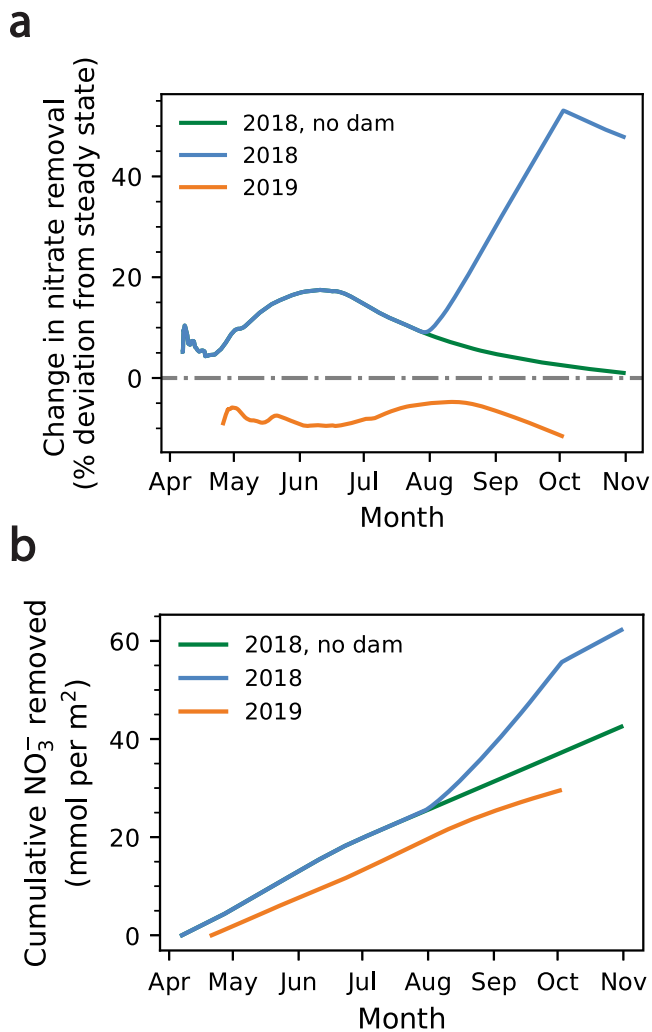 a
Change in nitrate removal
(% deviation from steady state)
40
20
0
2018, no dam
2018
2019
Apr May Jun Jul Aug Sep Oct Nov
Month
b
Cumulative NO₃⁻ removed
(mmol per m²)
60
40
20
0
2018, no dam
2018
2019
Apr May Jun Jul Aug Sep Oct Nov
Month